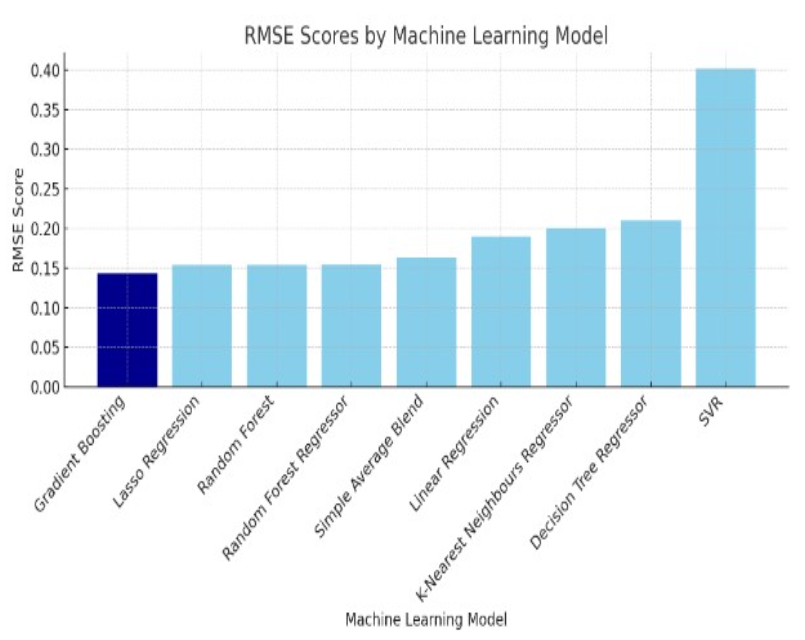 RMSE Scores by Machine Learning Model
RMSE Score
0.40
0.35
0.30
0.25
0.20
0.15
0.10
0.05
0.00
Gradient Boosting
Lasso Regression
Random Forest
Random Forest Regressor
Simple Average Blend
Linear Regression
K-Nearest Neighbours Regressor
Decision Tree Regressor
SVR
Machine Learning Model